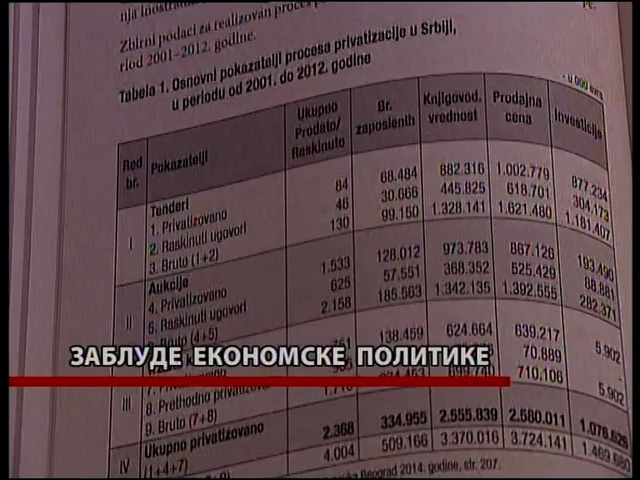 nja inostran
Zbirni podaci za realizovan proces p
riod 2001–2012. godine.
Tabela 1. Osnovni pokazatelji procesa privatizacije u Srbiji,
u periodu od 2001. do 2012. godine
- u 000 evra
Red br. Pokazatelji Ukupno Prodato/ Raskinuto Br. zaposlenih Knjigovod. vrednost Prodajna cena Investicije
I Tenderi
1. Privatizovano 84 68.484 882.316 1.002.779 877.234
2. Raskinuti ugovori 46 30.666 445.825 618.701 304.173
3. Bruto (1+2) 130 99.150 1.328.141 1.621.480 1.181.407
II Aukcije
4. Privatizovano 1.533 128.012 973.783 867.126 193.490
6. Raskinuti ugovori 625 57.551 368.352 525.429 88.881
(4+5) 2.158 185.563 1.342.135 1.392.555 282.371
138.459 624.664 639.217 5.902
ЗАБЛУДЕ ЕКОНОМСКЕ ПОЛИТИКЕ
70.889 -
III 8. Prethodno privatizo
9. Bruto (7+8) 710.106 5.902
IV Ukupno privatizovano 2.368 334.955 2.555.839 2.580.011
(1+4+7) 4.004 509.166 3.370.016 3.724.141
Beograd 2014. godine, str. 207.